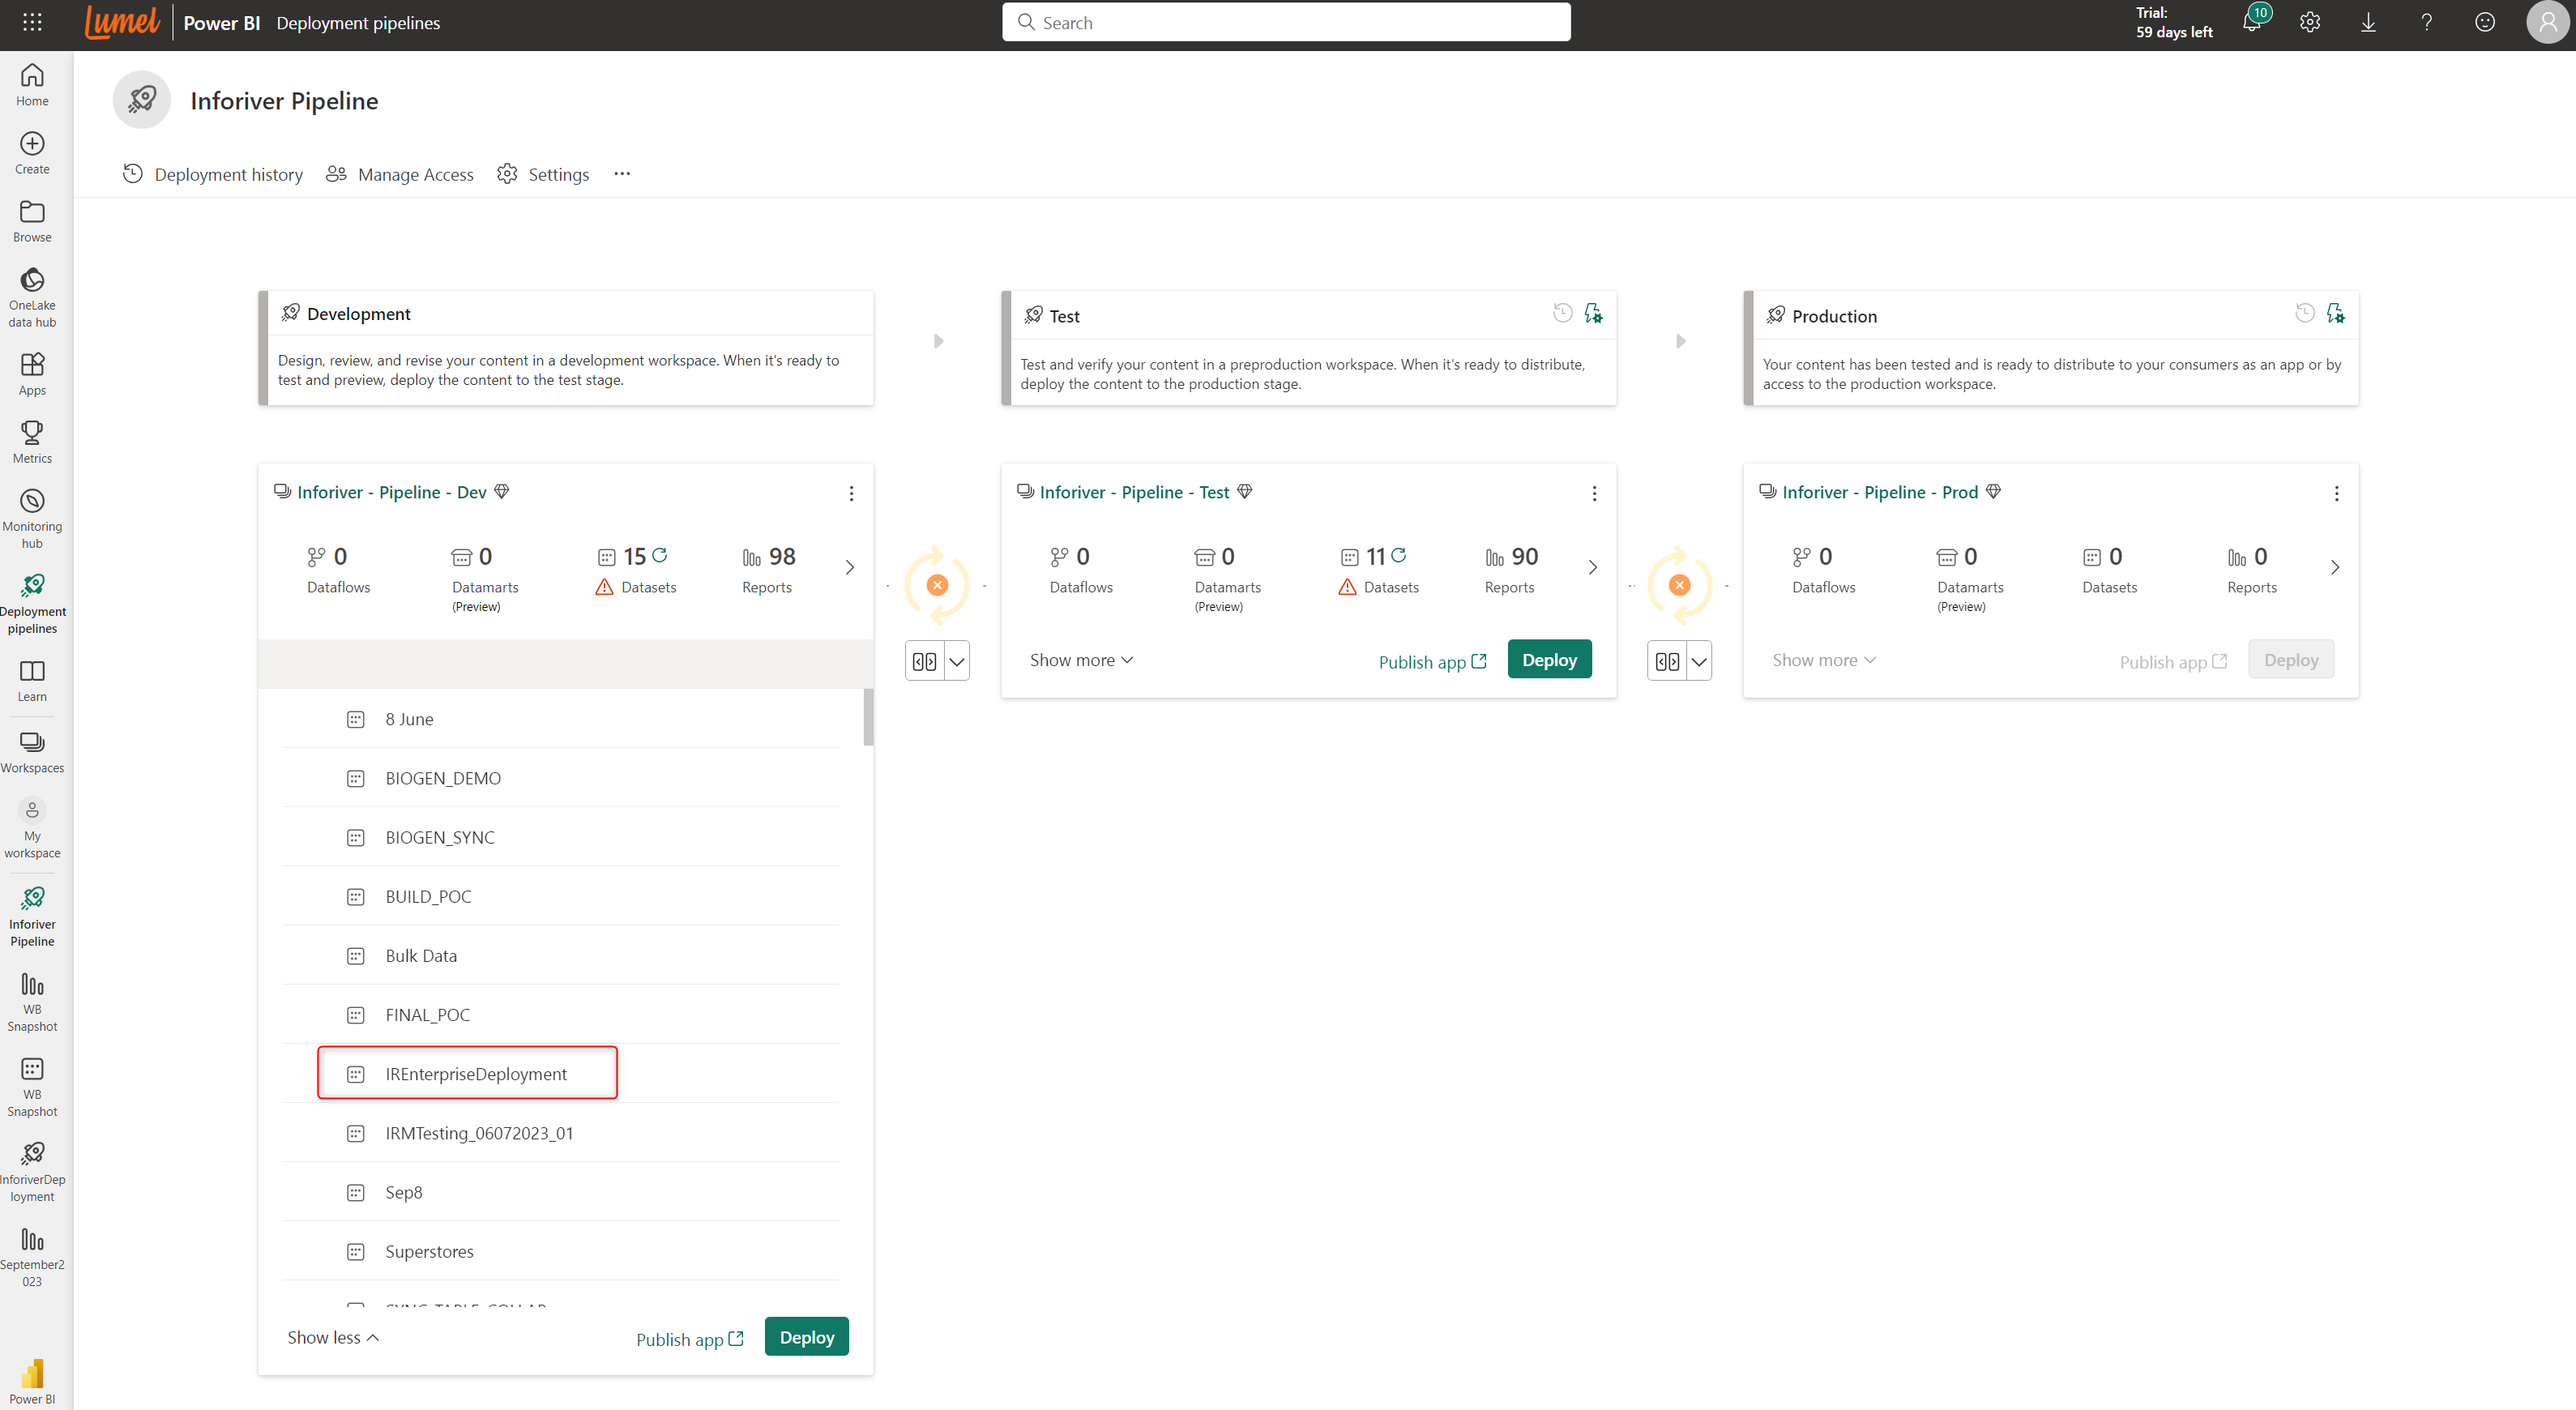 Lumel
Power BI
Deployment pipelines
Search
Trial:
59 days left
10
Home
Create
Browse
OneLake
data hub
Apps
Metrics
Monitoring
hub
Deployment
pipelines
Learn
Workspaces
My
workspace
Inforiver
Pipeline
WB
Snapshot
WB
Snapshot
InforiverDep
loyment
September2
023
Power BI
Inforiver Pipeline
Deployment history
Manage Access
Settings
Development
Design, review, and revise your content in a development workspace. When it's ready to
test and preview, deploy the content to the test stage.
Test
Test and verify your content in a preproduction workspace. When it's ready to distribute,
deploy the content to the production stage.
Production
Your content has been tested and is ready to distribute to your consumers as an app or by
access to the production workspace.
Inforiver - Pipeline - Dev
0
Dataflows
0
Datamarts
(Preview)
15
Datasets
98
Reports
8 June
BIOGEN_DEMO
BIOGEN_SYNC
BUILD_POC
Bulk Data
FINAL_POC
IREnterpriseDeployment
IRMTesting_06072023_01
Sep8
Superstores
Show less
Publish app
Deploy
Inforiver - Pipeline - Test
0
Dataflows
0
Datamarts
(Preview)
11
Datasets
90
Reports
Show more
Publish app
Deploy
Inforiver - Pipeline - Prod
0
Dataflows
0
Datamarts
(Preview)
0
Datasets
0
Reports
Show more
Publish app
Deploy